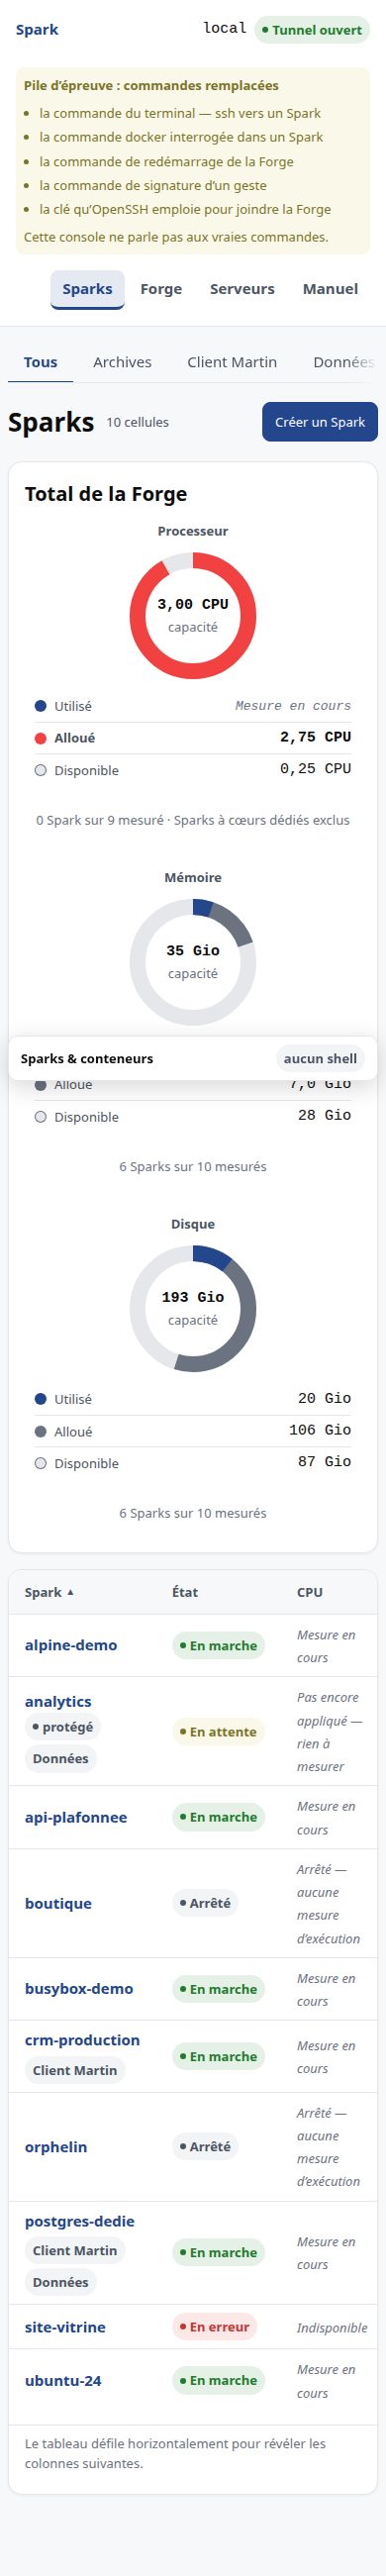 Spark
local
Tunnel ouvert
Pile d'épreuve : commandes remplacées
la commande du terminal — ssh vers un Spark
la commande docker interrogée dans un Spark
la commande de redémarrage de la Forge
la commande de signature d'un geste
la clé qu'OpenSSH emploie pour joindre la Forge
Cette console ne parle pas aux vraies commandes.
Sparks Forge Serveurs Manuel
Tous Archives Client Martin Données
Sparks 10 cellules Créer un Spark
Total de la Forge
Processeur
3,00 CPU
capacité
Utilisé Mesure en cours
Alloué 2,75 CPU
Disponible 0,25 CPU
0 Spark sur 9 mesuré · Sparks à cœurs dédiés exclus
Mémoire
35 Gio
capacité
Sparks & conteneurs aucun shell
Alloué 7,0 Gio
Disponible 28 Gio
6 Sparks sur 10 mesurés
Disque
193 Gio
capacité
Utilisé 20 Gio
Alloué 106 Gio
Disponible 87 Gio
6 Sparks sur 10 mesurés
Spark ▲ État CPU
alpine-demo En marche Mesure en
cours
analytics
protégé
Données
En attente
Pas encore
appliqué —
rien à
mesurer
api-plafonnee En marche Mesure en
cours
boutique Arrêté
Arrêté —
aucune
mesure
d'exécution
busybox-demo En marche Mesure en
cours
crm-production
Client Martin
En marche
Mesure en
cours
orphelin Arrêté
Arrêté —
aucune
mesure
d'exécution
postgres-dedie
Client Martin
Données
En marche
Mesure en
cours
site-vitrine En erreur Indisponible
ubuntu-24 En marche Mesure en
cours
Le tableau défile horizontalement pour révéler les
colonnes suivantes.